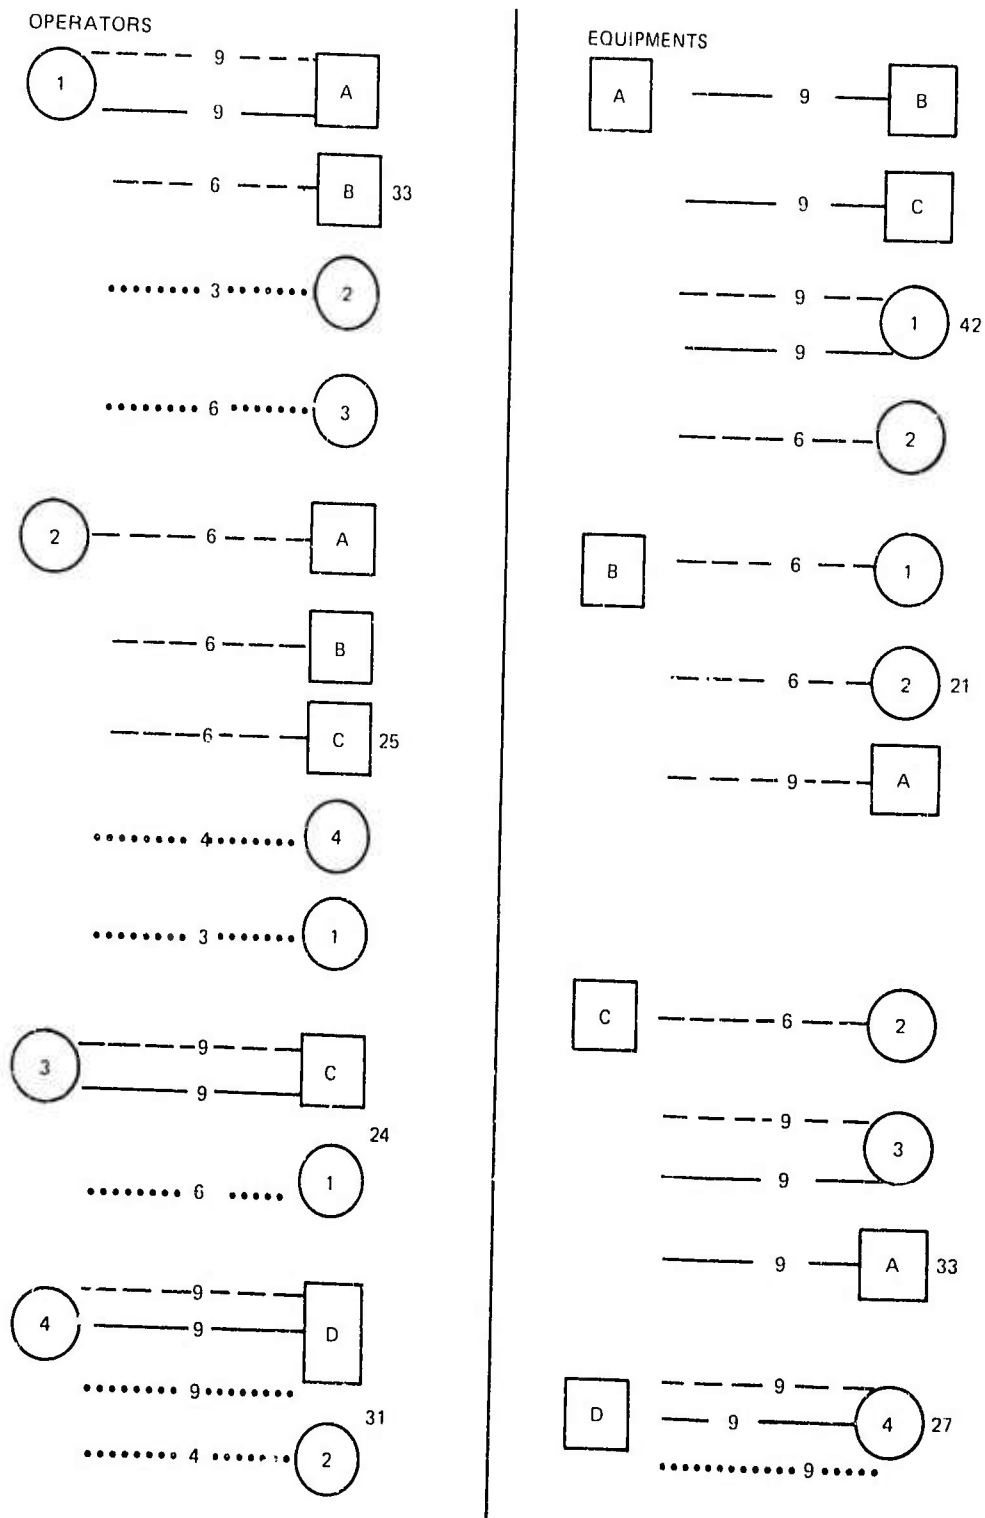 OPERATORS
1 9 A
9
6 B 33
3 2
6 3
2 6 A
6 B
6 C 25
4 4
3 1
3 9 C
9
24
6 1
4 9 D
9
9
31
4 2
EQUIPMENTS
A 9 B
9 C
9 1 42
9
6 2
B 6 1
6 2 21
9 A
C 6 2
9 3
9
9 A 33
D 9 4 27
9
9